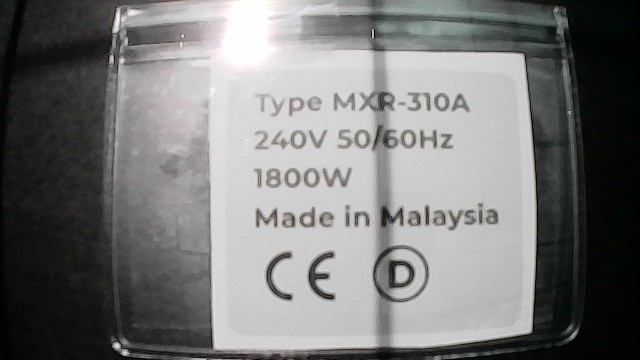 Type MXR-310A
240V 50/60Hz
1800W
Made in Malaysia
CE D